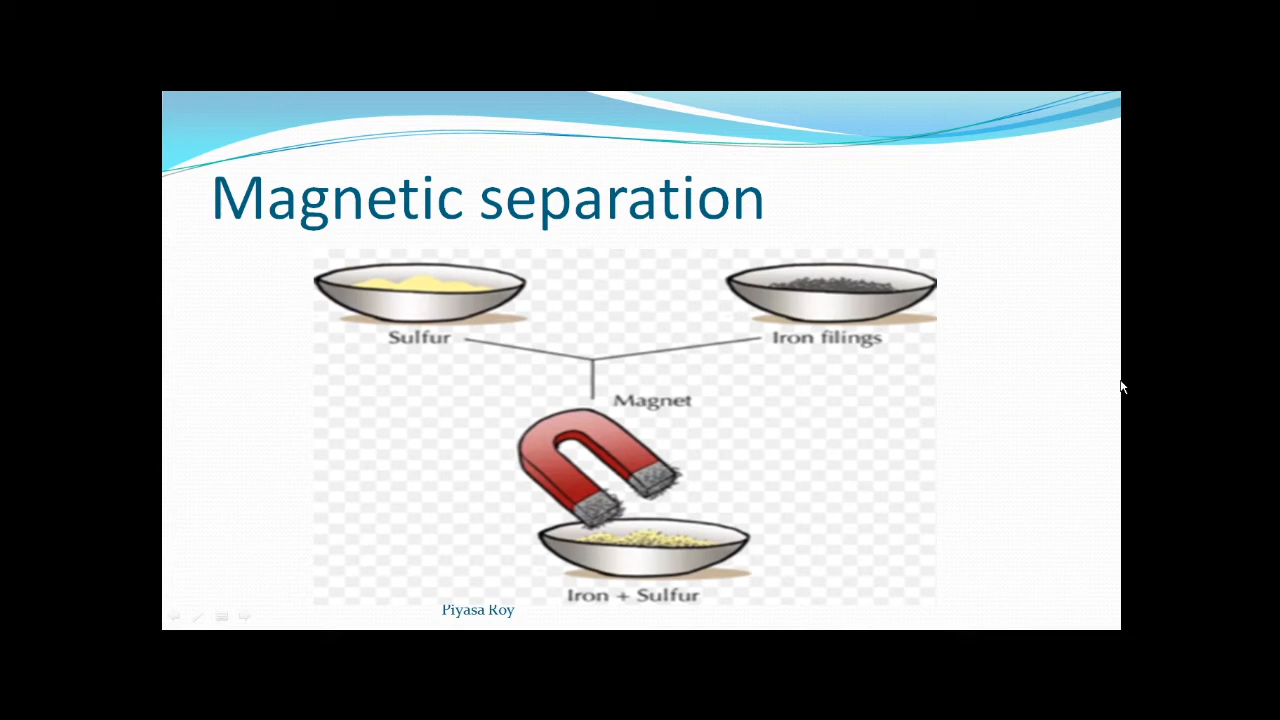 Magnetic separation
Sulfur
Iron filings
Magnet
Iron + Sulfur
Piyasa Roy